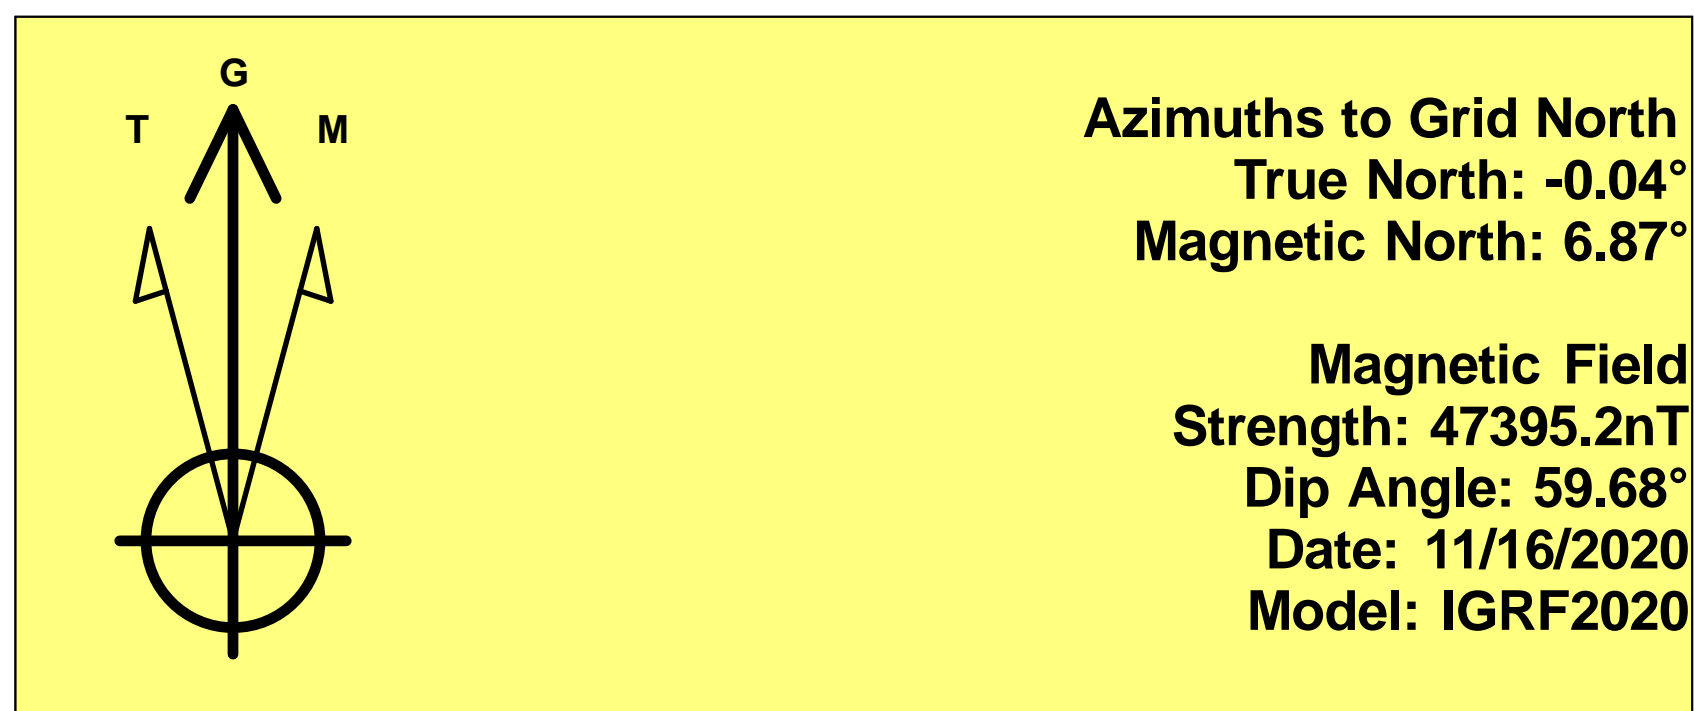 G
T
M
Azimuths to Grid North
True North: -0.04°
Magnetic North: 6.87°
Magnetic Field
Strength: 47395.2nT
Dip Angle: 59.68°
Date: 11/16/2020
Model: IGRF2020